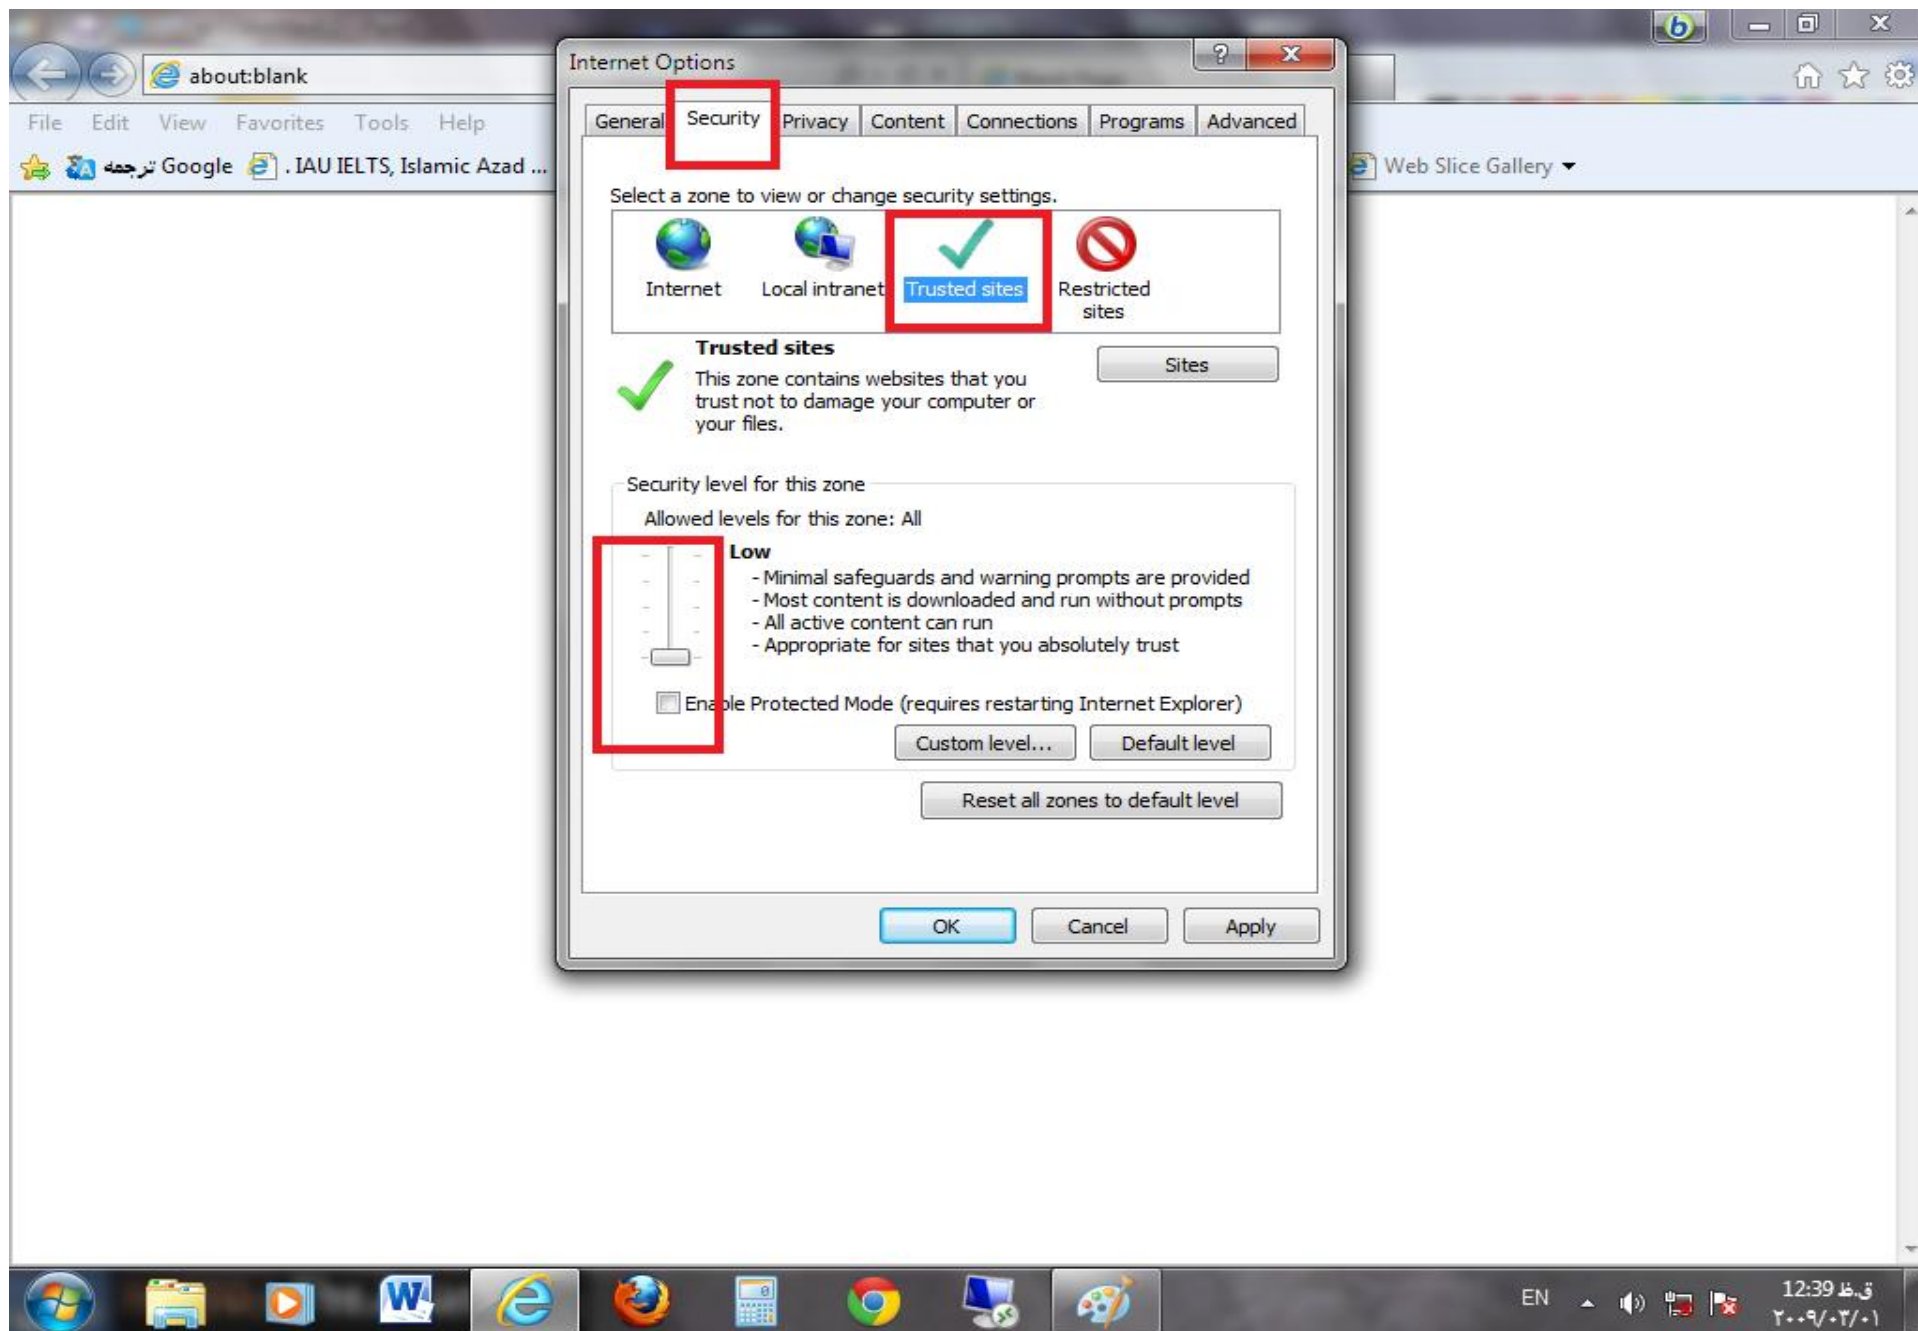 about:blank
File Edit View Favorites Tools Help
Google ترجمه
. IAU IELTS, Islamic Azad ...
Web Slice Gallery
Internet Options
General Security Privacy Content Connections Programs Advanced
Select a zone to view or change security settings.
Internet Local intranet Trusted sites Restricted
sites
Trusted sites
Sites
This zone contains websites that you
trust not to damage your computer or
your files.
Security level for this zone
Allowed levels for this zone: All
Low
- Minimal safeguards and warning prompts are provided
- Most content is downloaded and run without prompts
- All active content can run
- Appropriate for sites that you absolutely trust
Enable Protected Mode (requires restarting Internet Explorer)
Custom level... Default level
Reset all zones to default level
OK Cancel Apply
EN
12:39 ق.ظ
۲۰۰۹/۰۳/۰۱